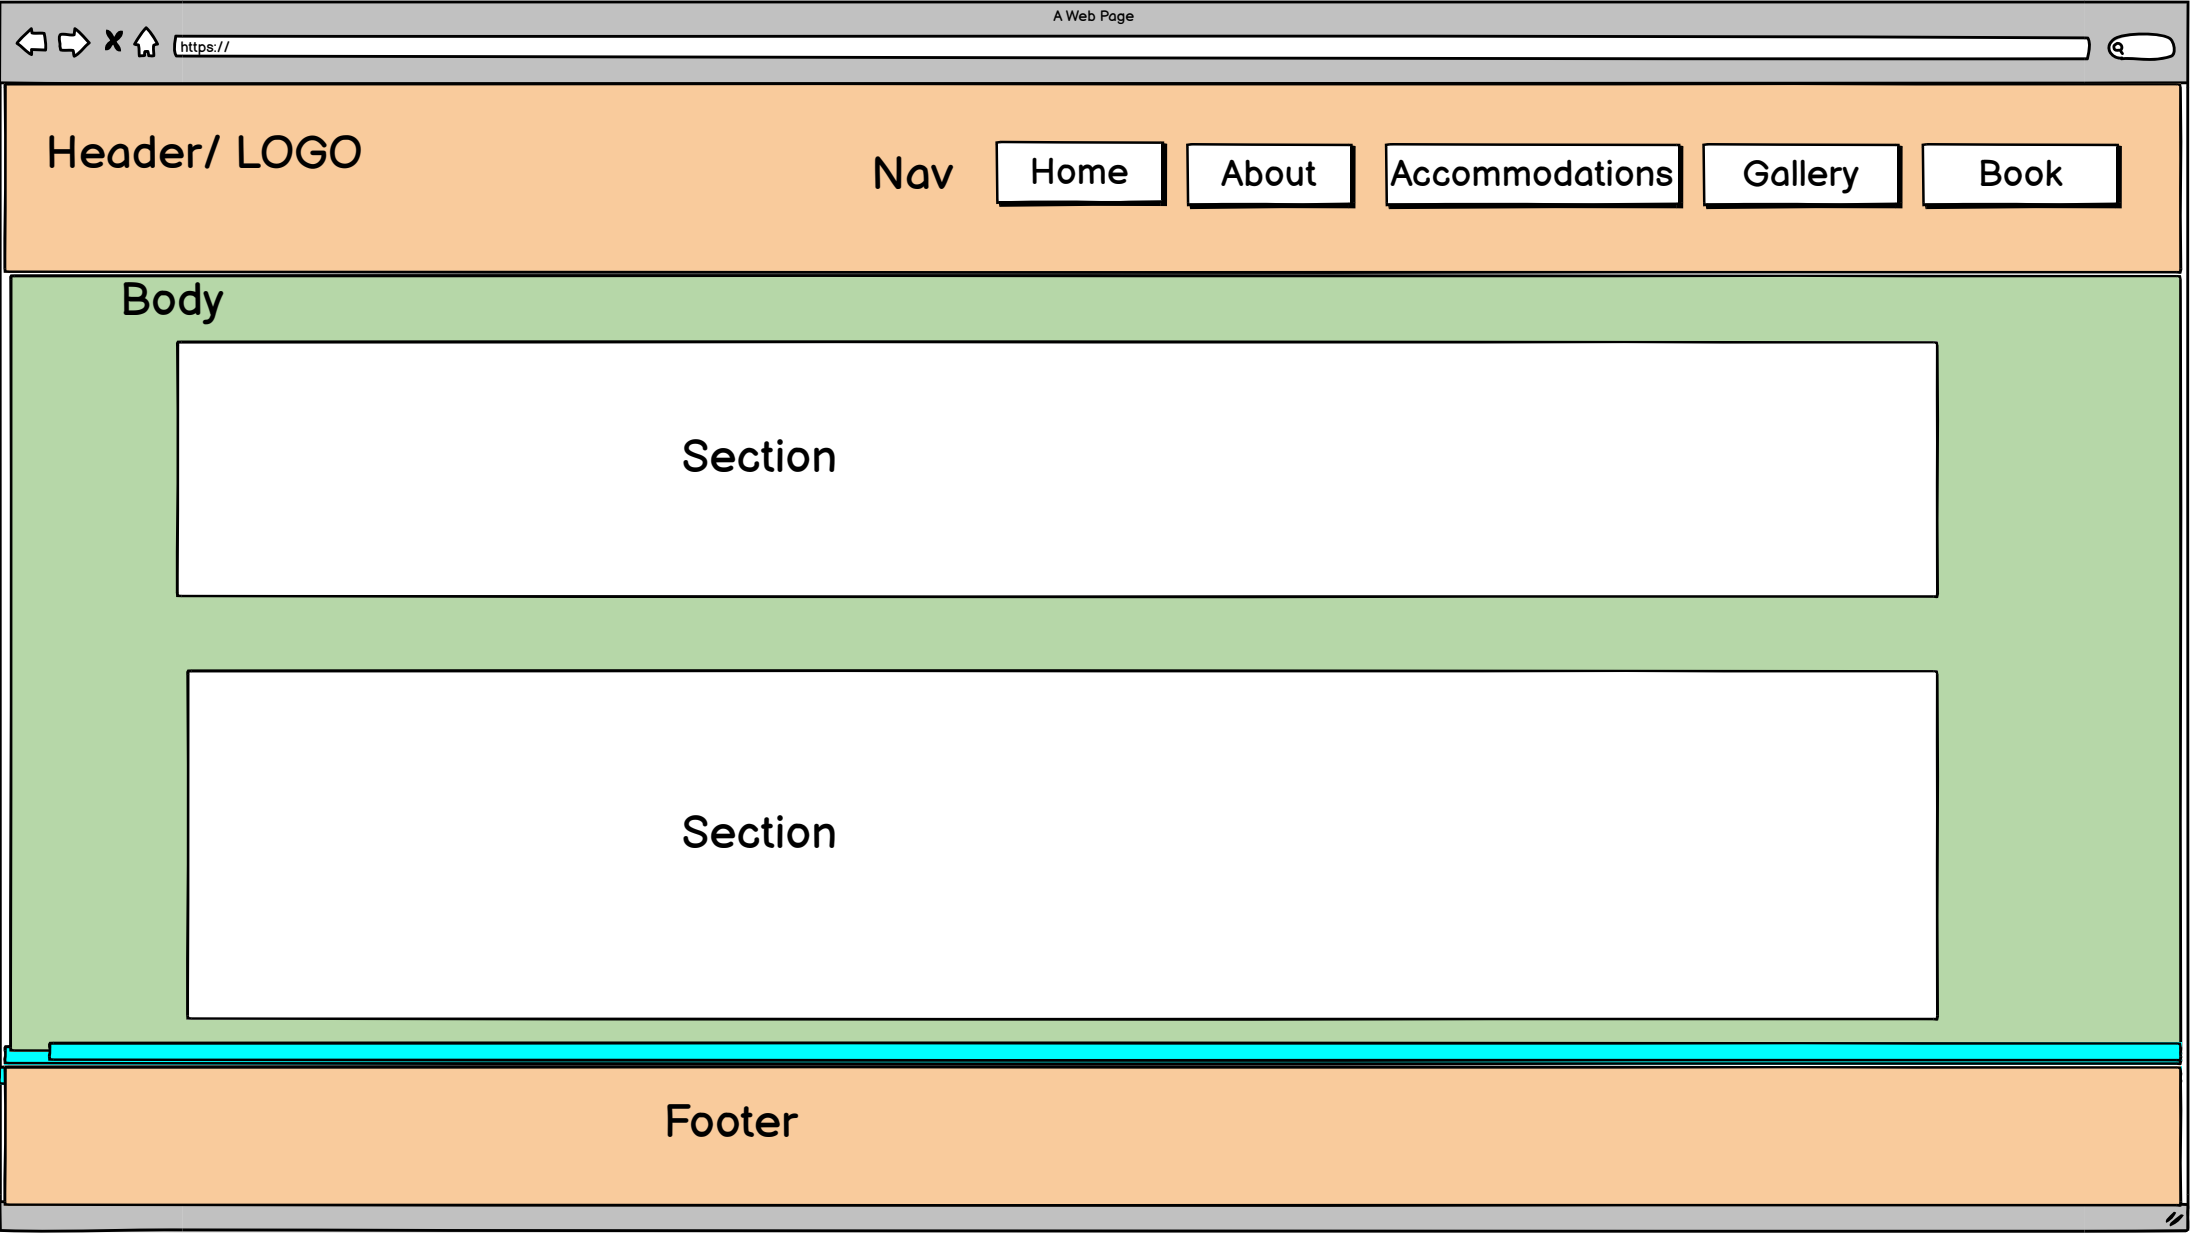 A Web Page
https://
Header/ LOGO
Nav Home About Accommodations Gallery Book
Body
Section
Section
Footer